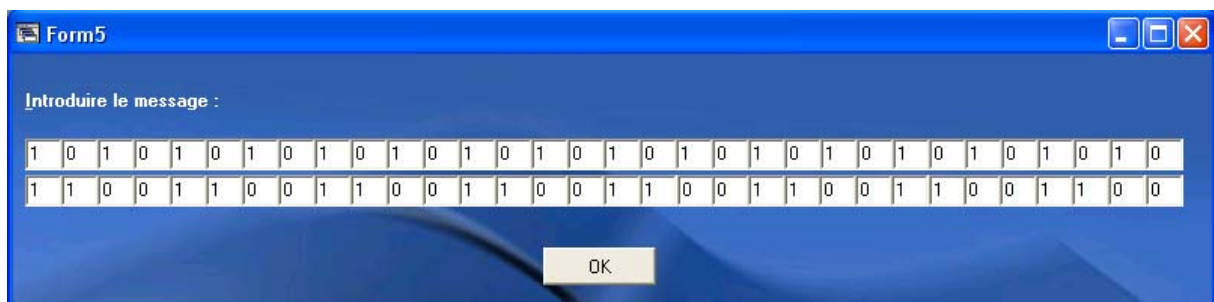 Form5
Introduire le message :
1 0 1 0 1 0 1 0 1 0 1 0 1 0 1 0 1 0 1 0 1 0 1 0 1 0 1 0 1 0 1 0
1 1 0 0 1 1 0 0 1 1 0 0 1 1 0 0 1 1 0 0 1 1 0 0 1 1 0 0 1 1 0 0
OK